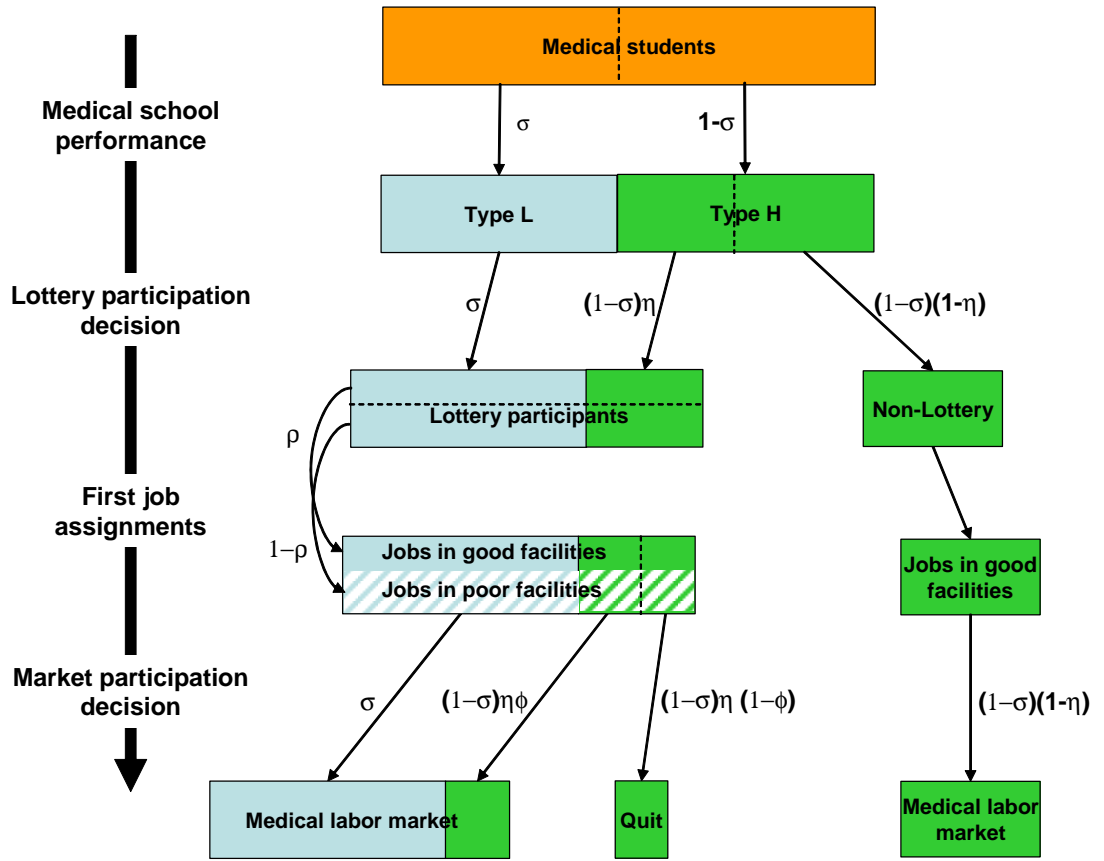 Medical students
Medical school
performance
σ
1-σ
Type L
Type H
Lottery participation
decision
σ
(1−σ)η
(1−σ)(1-η)
Lottery participants
Non-Lottery
ρ
First job
assignments
1−ρ
Jobs in good facilities
Jobs in poor facilities
Jobs in good
facilities
Market participation
decision
σ
(1−σ)ηϕ
(1−σ)η (1−ϕ)
(1−σ)(1-η)
Medical labor market
Quit
Medical labor
market